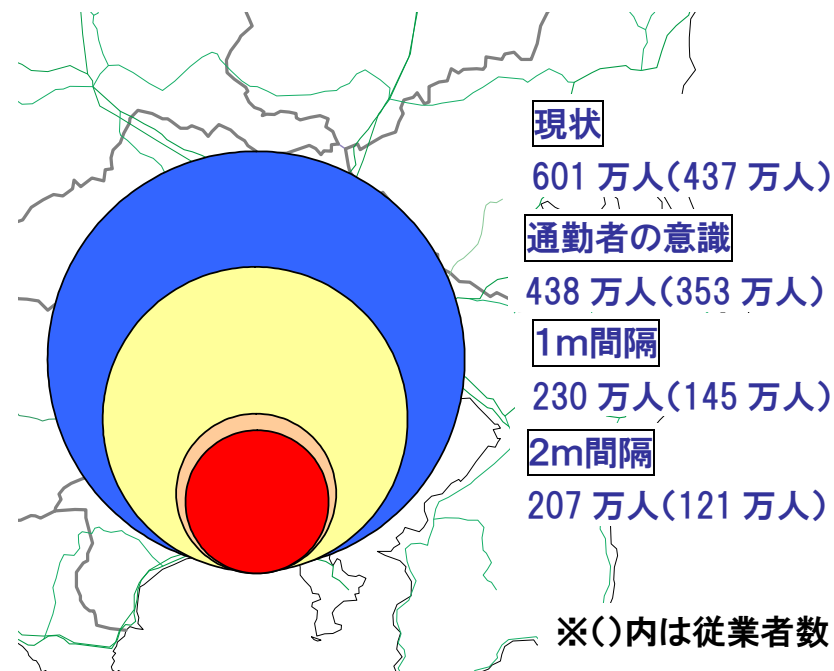 現状
601 万人(437 万人)
通勤者の意識
438 万人(353 万人)
1m間隔
230 万人(145 万人)
2m間隔
207 万人(121 万人)
※()内は従業者数